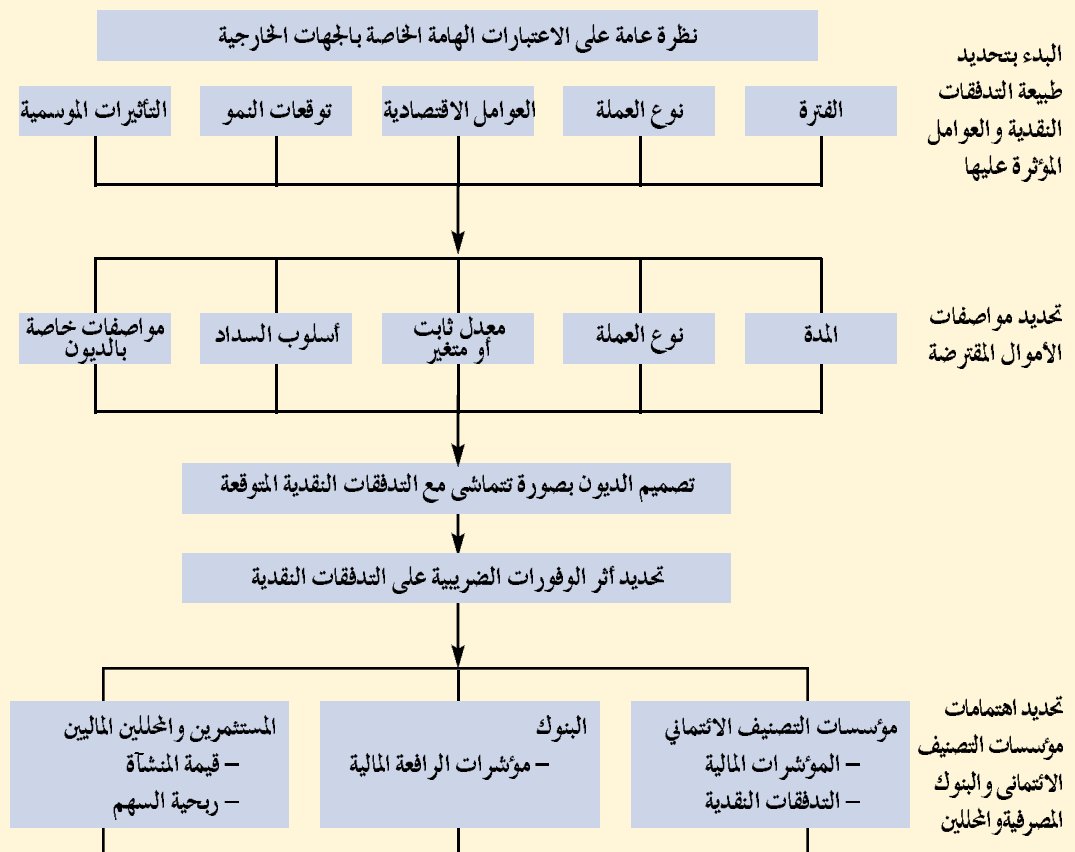 نظرة عامة على الاعتبارات الهامة الخاصة بالجهات الخارجية
البدء بتحديد
طبيعة التدفقات
النقدية والعوامل
المؤثرة عليها
الفترة
نوع العملة
العوامل الاقتصادية
توقعات النمو
التأثيرات الموسمية
تحديد مواصفات
الأموال المقترضة
المدة
نوع العملة
معدل ثابت
أو متغير
أسلوب السداد
مواصفات خاصة
بالديون
تصميم الديون بصورة تتماشى مع التدفقات النقدية المتوقعة
تحديد أثر الوفورات الضريبية على التدفقات النقدية
تحديد اهتمامات
مؤسسات التصنيف
الائتمانى والبنوك
المصرفيةوالمحللين
مؤسسات التصنيف الائتماني
– المؤشرات المالية
– التدفقات النقدية
البنوك
– مؤشرات الرافعة المالية
المستثمرين والمحللين الماليين
– قيمة المنشآة
– ربحية السهم